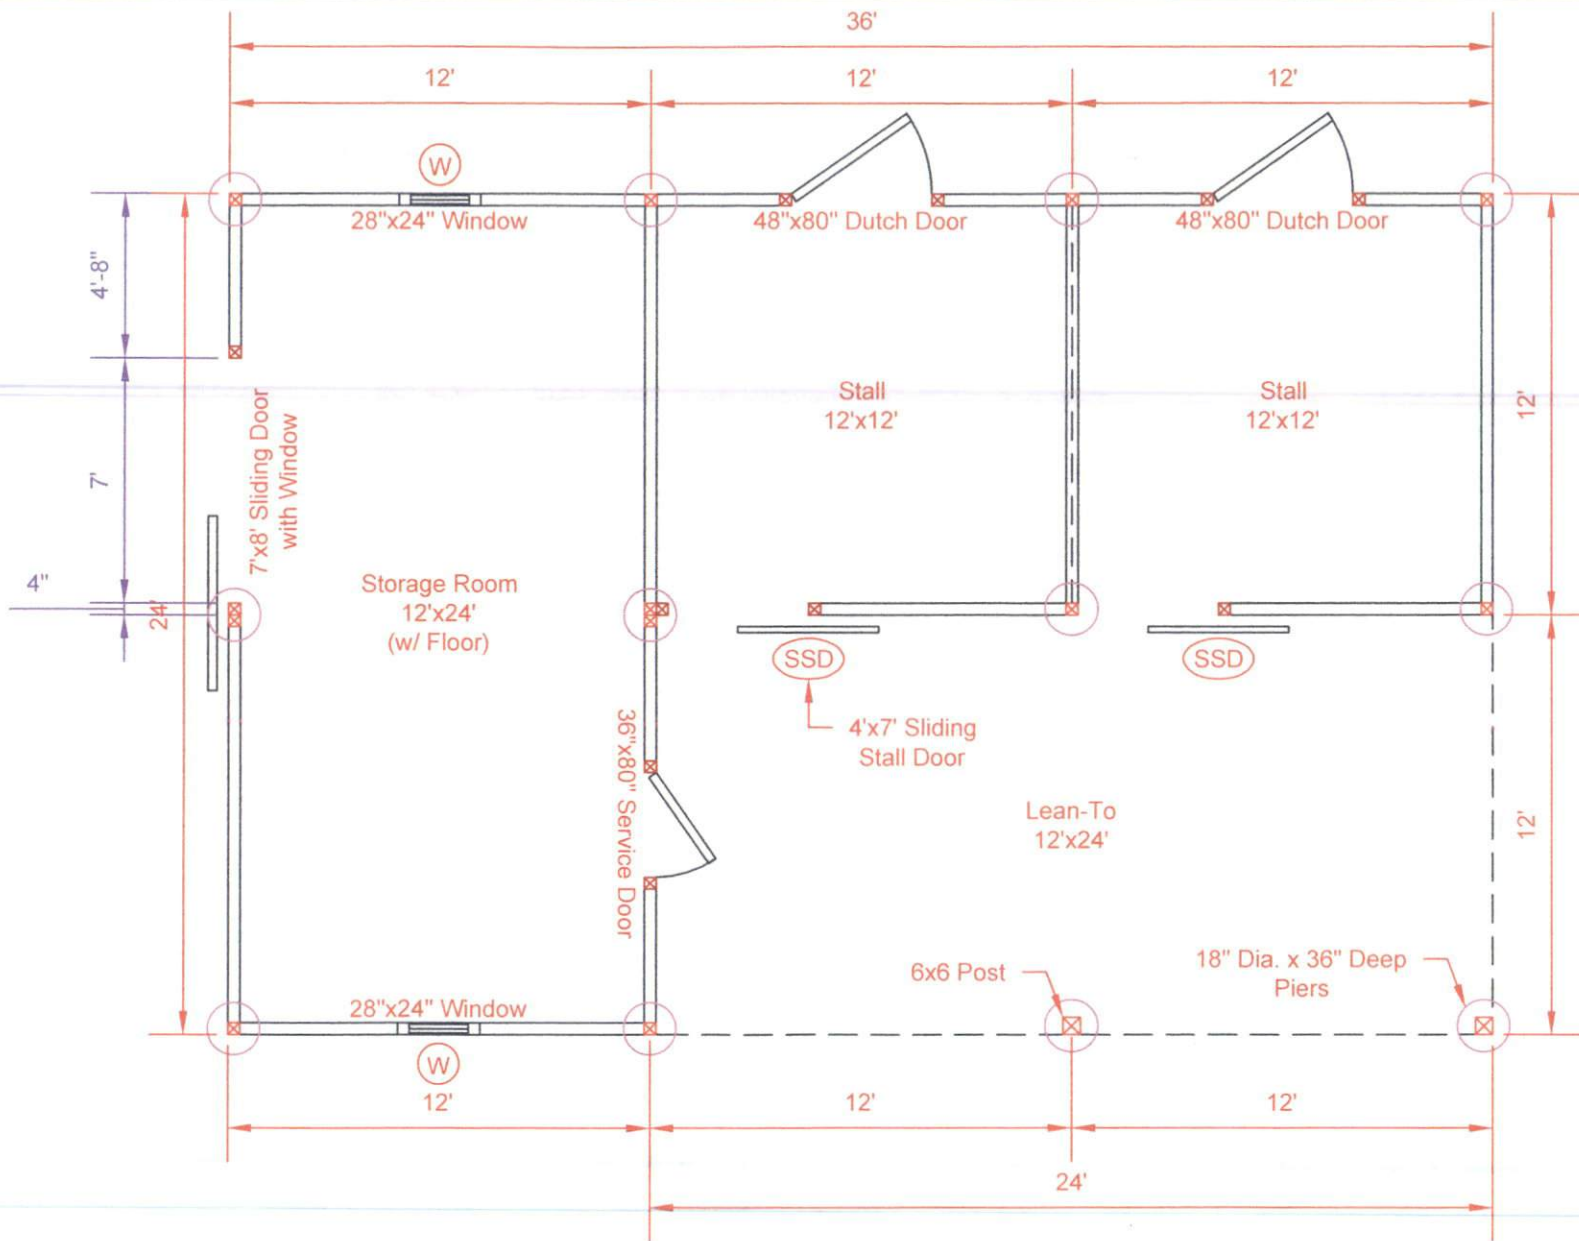 36'
12'
12'
12'
W
28"x24" Window
48"x80" Dutch Door
48"x80" Dutch Door
4'-8"
7'
4"
24'
7'x8' Sliding Door
with Window
Stall
12'x12'
Stall
12'x12'
12'
Storage Room
12'x24'
(w/ Floor)
SSD
SSD
4'x7' Sliding
Stall Door
36"x80" Service Door
Lean-To
12'x24'
12'
6x6 Post
18" Dia. x 36" Deep
Piers
28"x24" Window
W
12'
12'
12'
24'